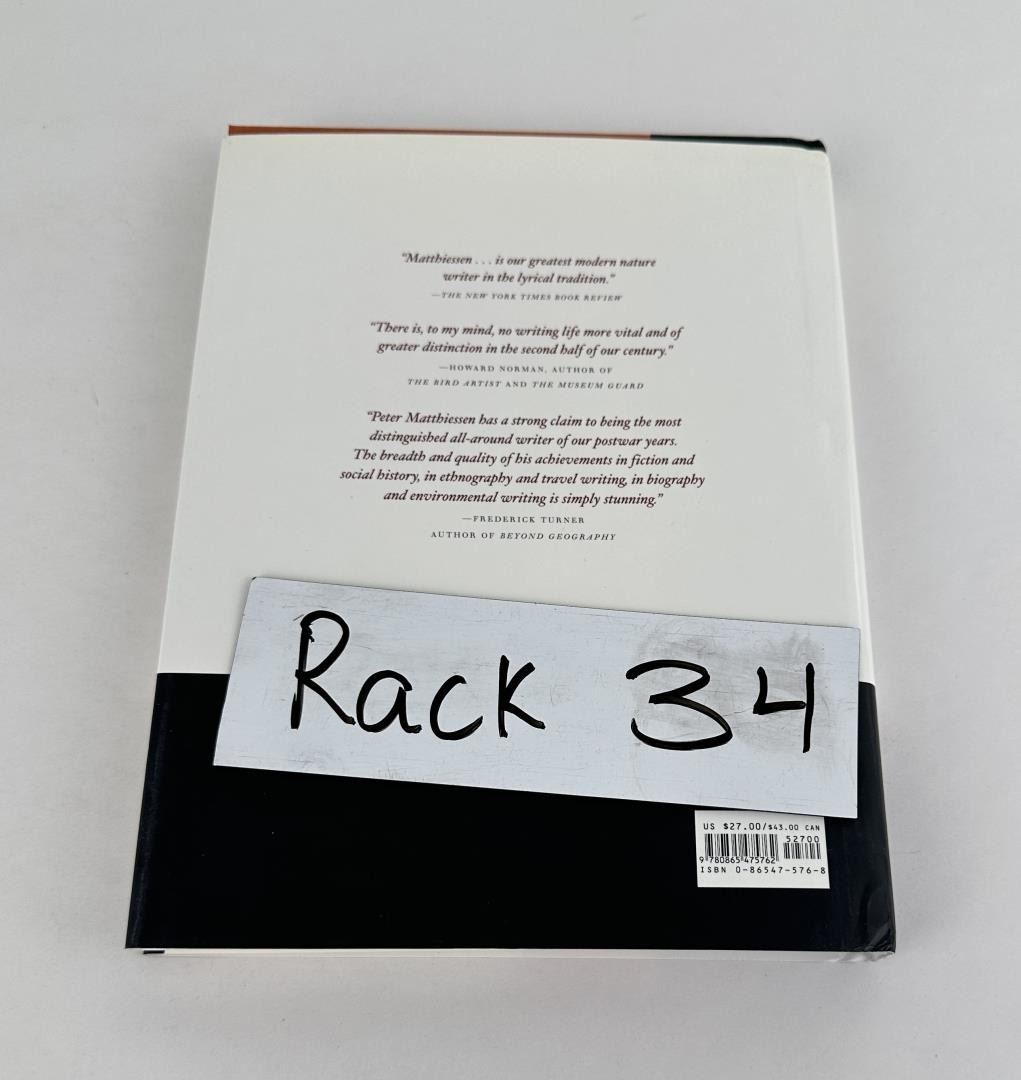 "Matthiessen . . . is our greatest modern nature
writer in the lyrical tradition."
—THE NEW YORK TIMES BOOK REVIEW
"There is, to my mind, no writing life more vital and of
greater distinction in the second half of our century."
—HOWARD NORMAN, AUTHOR OF
THE BIRD ARTIST AND THE MUSEUM GUARD
"Peter Matthiessen has a strong claim to being the most
distinguished all-around writer of our postwar years.
The breadth and quality of his achievements in fiction and
social history, in ethnography and travel writing, in biography
and environmental writing is simply stunning."
—FREDERICK TURNER
AUTHOR OF BEYOND GEOGRAPHY
Rack 34
US $27.00/$43.00 CAN
52700
9 780865 475762
ISBN 0-86547-576-8